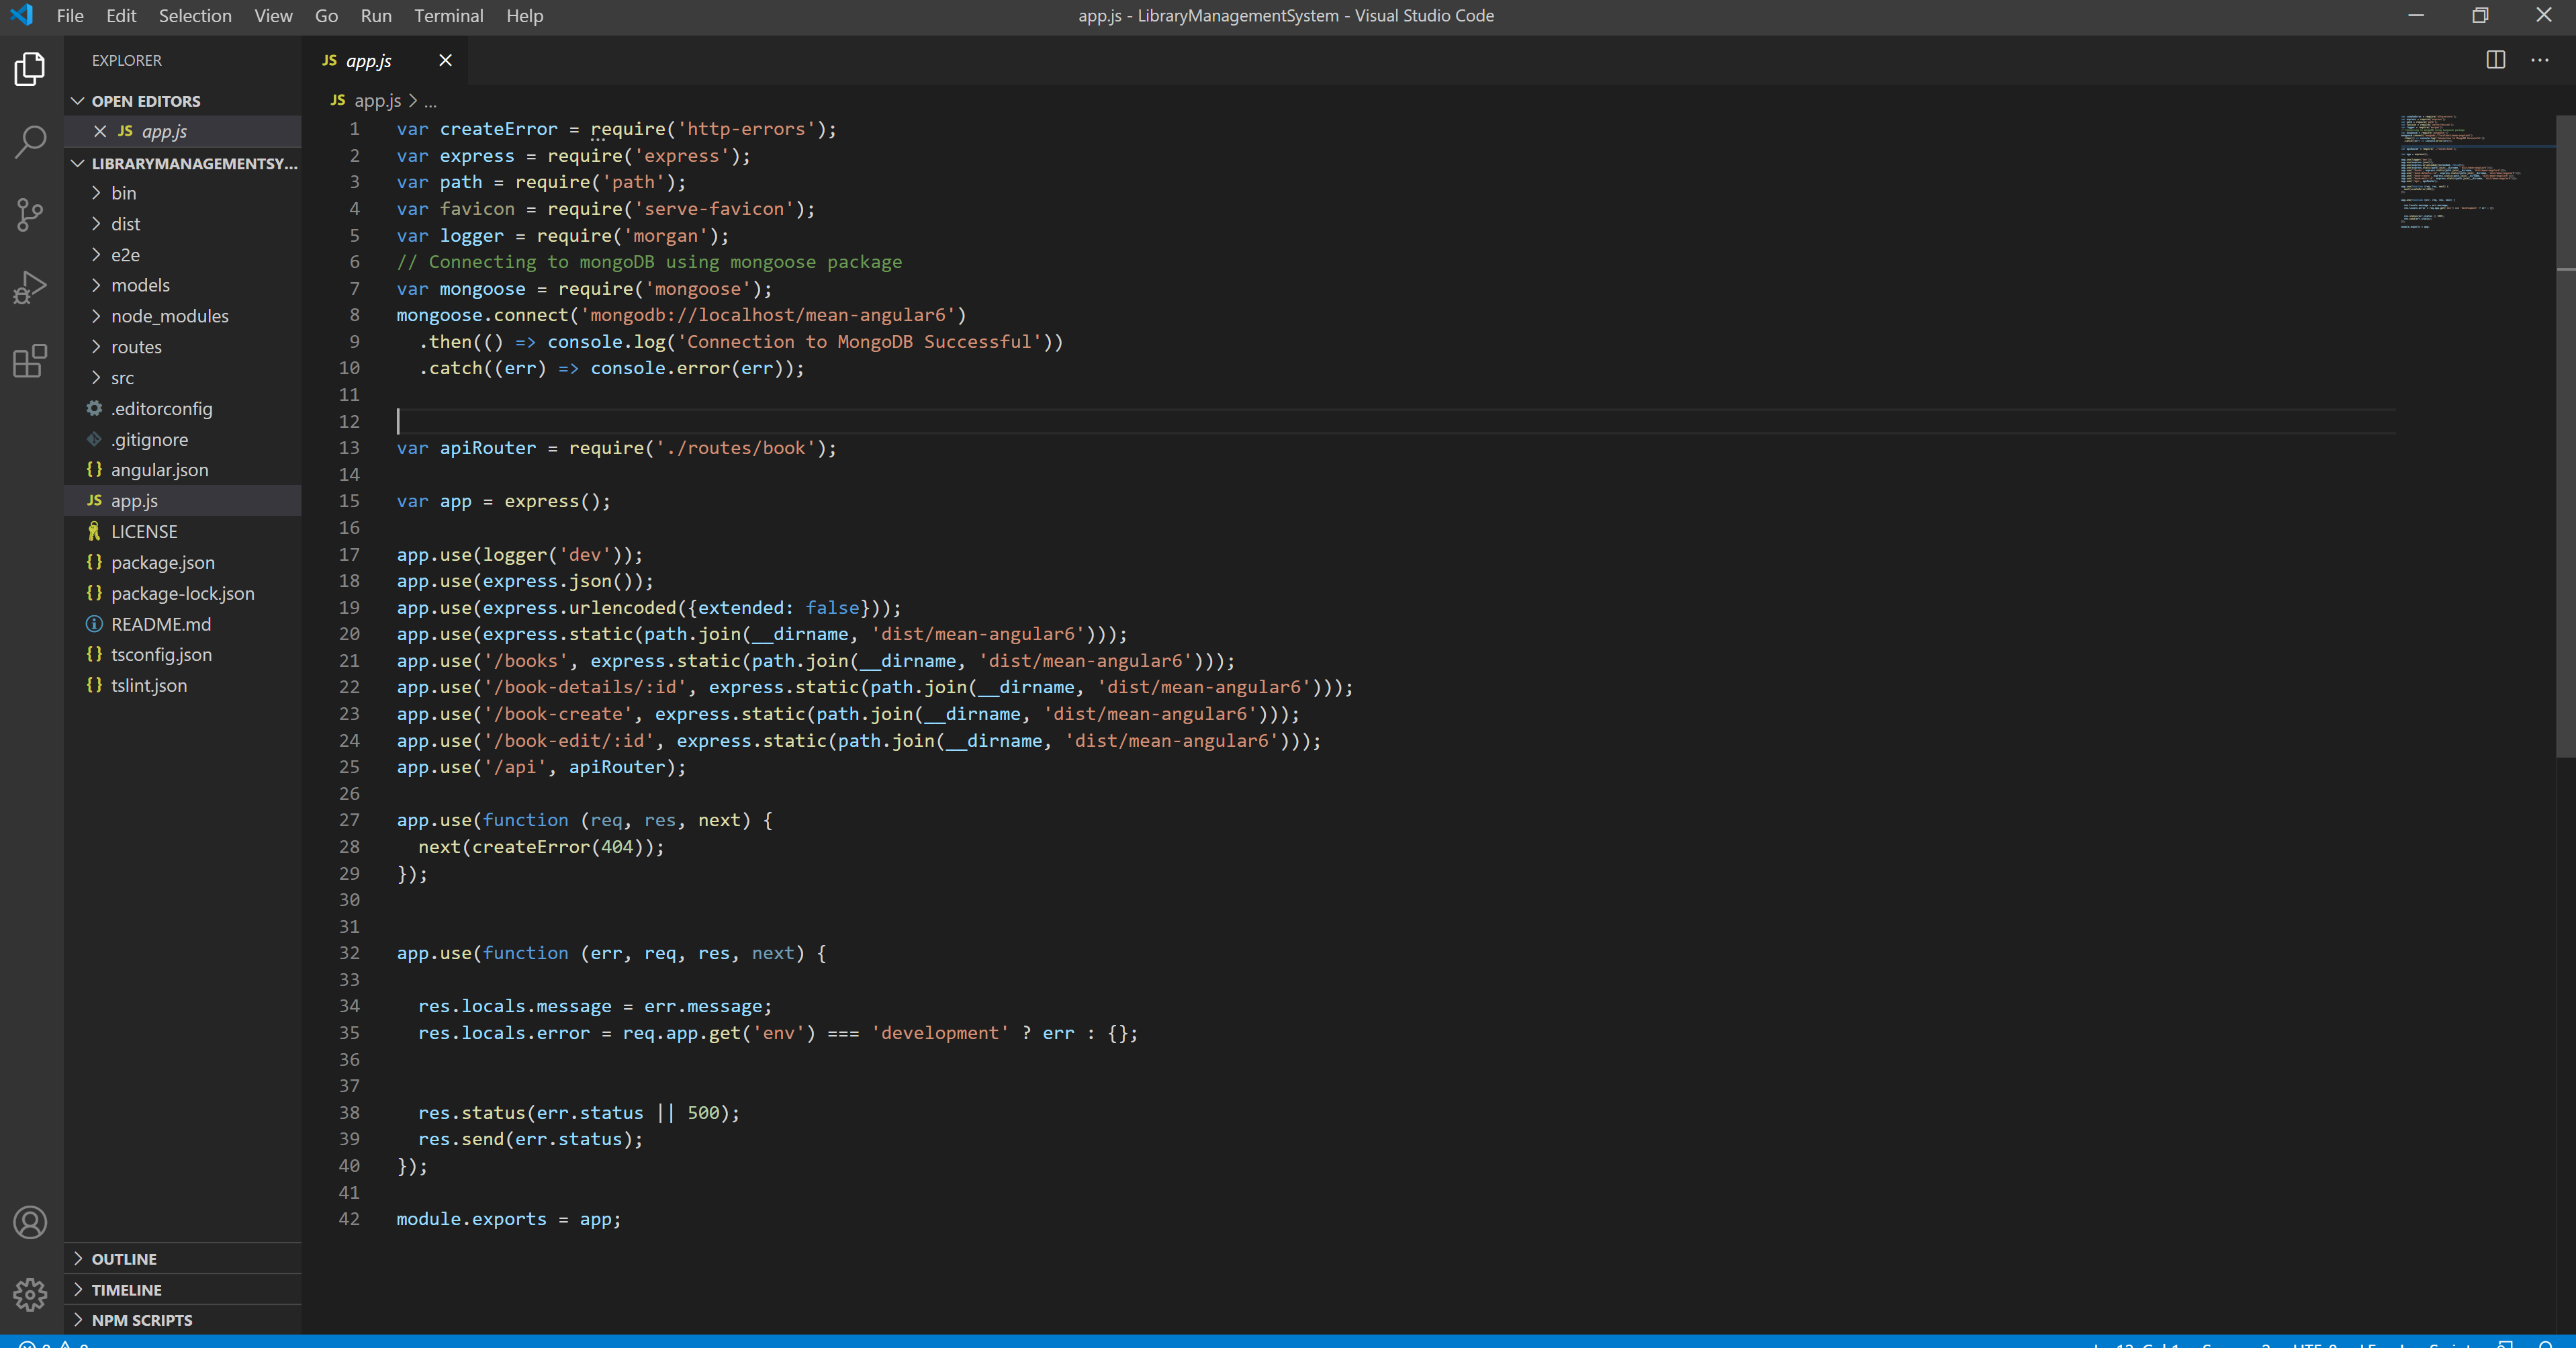 File Edit Selection View Go Run Terminal Help
app.js - LibraryManagementSystem - Visual Studio Code
EXPLORER
OPEN EDITORS
JS app.js
LIBRARYMANAGEMENTSY...
bin
dist
e2e
models
node_modules
routes
src
.editorconfig
.gitignore
{} angular.json
JS app.js
LICENSE
{} package.json
{} package-lock.json
README.md
{} tsconfig.json
{} tslint.json
OUTLINE
TIMELINE
NPM SCRIPTS
JS app.js
JS app.js > ...
1 var createError = require('http-errors');
2 var express = require('express');
3 var path = require('path');
4 var favicon = require('serve-favicon');
5 var logger = require('morgan');
6 // Connecting to mongoDB using mongoose package
7 var mongoose = require('mongoose');
8 mongoose.connect('mongodb://localhost/mean-angular6')
9 .then(() => console.log('Connection to MongoDB Successful'))
10 .catch((err) => console.error(err));
11
12
13 var apiRouter = require('./routes/book');
14
15 var app = express();
16
17 app.use(logger('dev'));
18 app.use(express.json());
19 app.use(express.urlencoded({extended: false}));
20 app.use(express.static(path.join(__dirname, 'dist/mean-angular6')));
21 app.use('/books', express.static(path.join(__dirname, 'dist/mean-angular6')));
22 app.use('/book-details/:id', express.static(path.join(__dirname, 'dist/mean-angular6')));
23 app.use('/book-create', express.static(path.join(__dirname, 'dist/mean-angular6')));
24 app.use('/book-edit/:id', express.static(path.join(__dirname, 'dist/mean-angular6')));
25 app.use('/api', apiRouter);
26
27 app.use(function (req, res, next) {
28 next(createError(404));
29 });
30
31
32 app.use(function (err, req, res, next) {
33
34 res.locals.message = err.message;
35 res.locals.error = req.app.get('env') === 'development' ? err : {};
36
37
38 res.status(err.status || 500);
39 res.send(err.status);
40 });
41
42 module.exports = app;